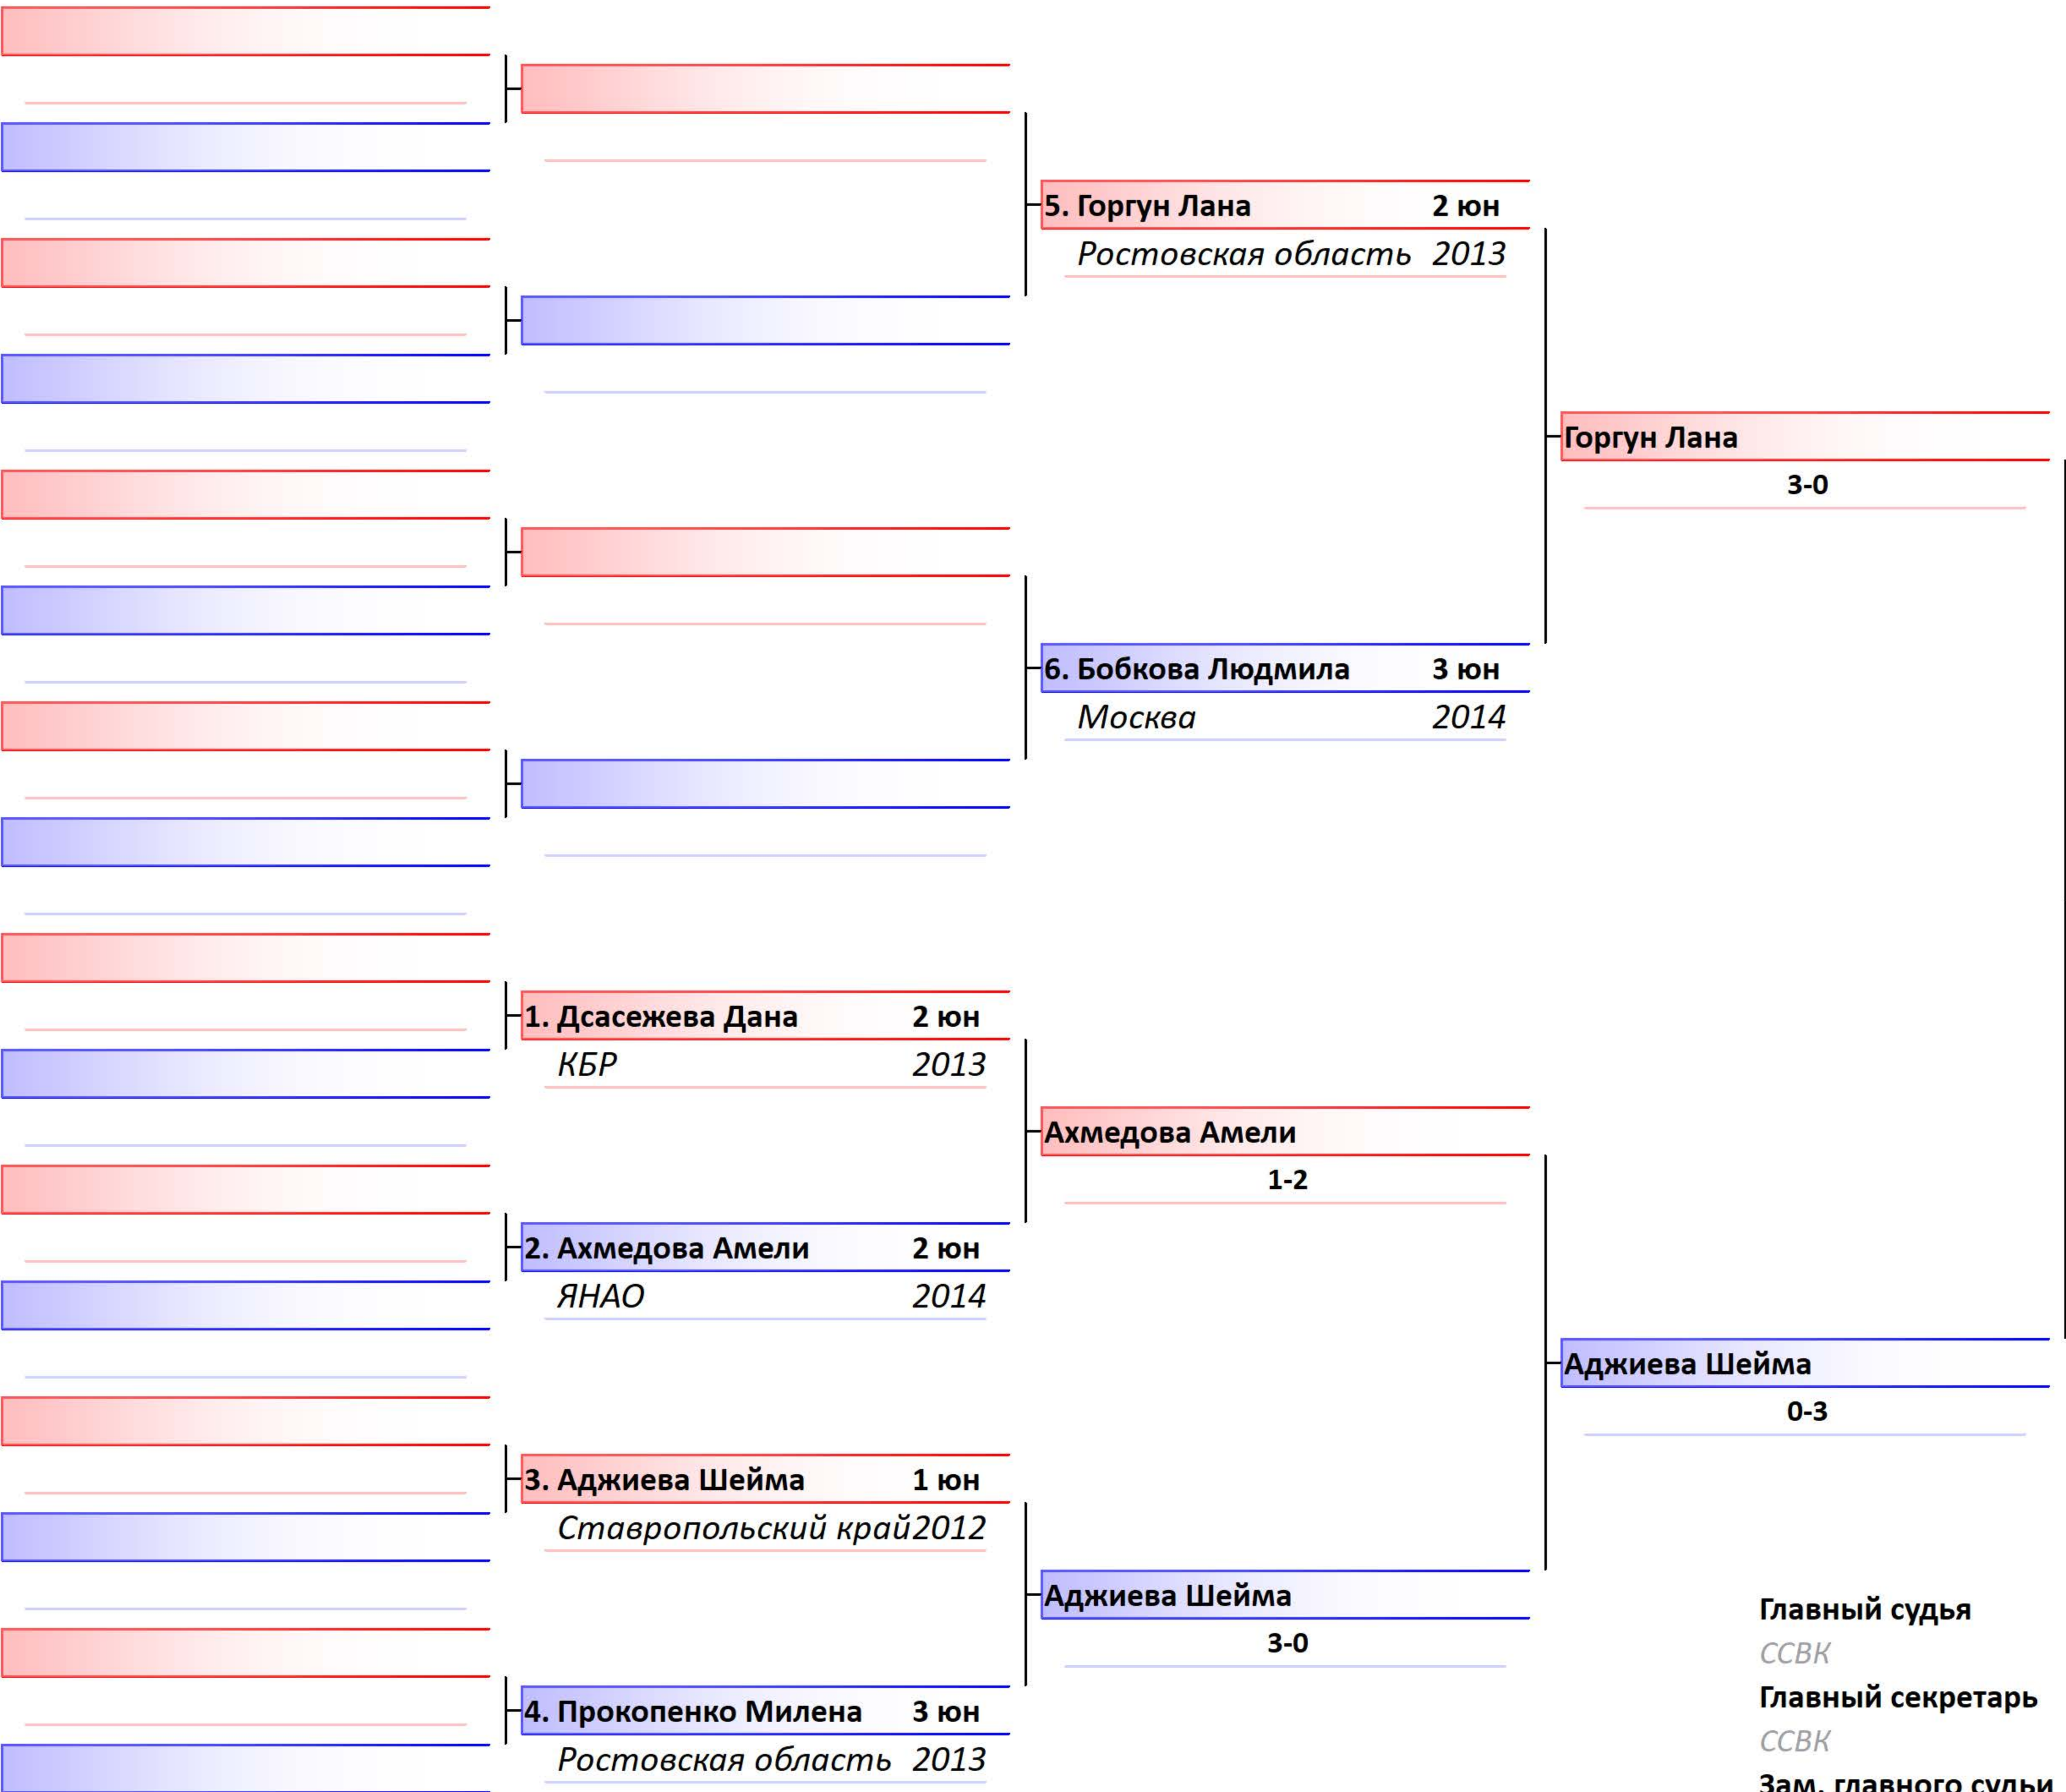 5. Горгун Лана 2 юн
Ростовская область 2013
Горгун Лана
3-0
6. Бобкова Людмила 3 юн
Москва 2014
1. Дсасежева Дана 2 юн
КБР 2013
Ахмедова Амели
1-2
2. Ахмедова Амели 2 юн
ЯНАО 2014
Аджиева Шейма
0-3
3. Аджиева Шейма 1 юн
Ставропольский край 2012
Аджиева Шейма
3-0
4. Прокопенко Милена 3 юн
Ростовская область 2013
Главный судья
ССВК
Главный секретарь
ССВК
Зам. главного судьи